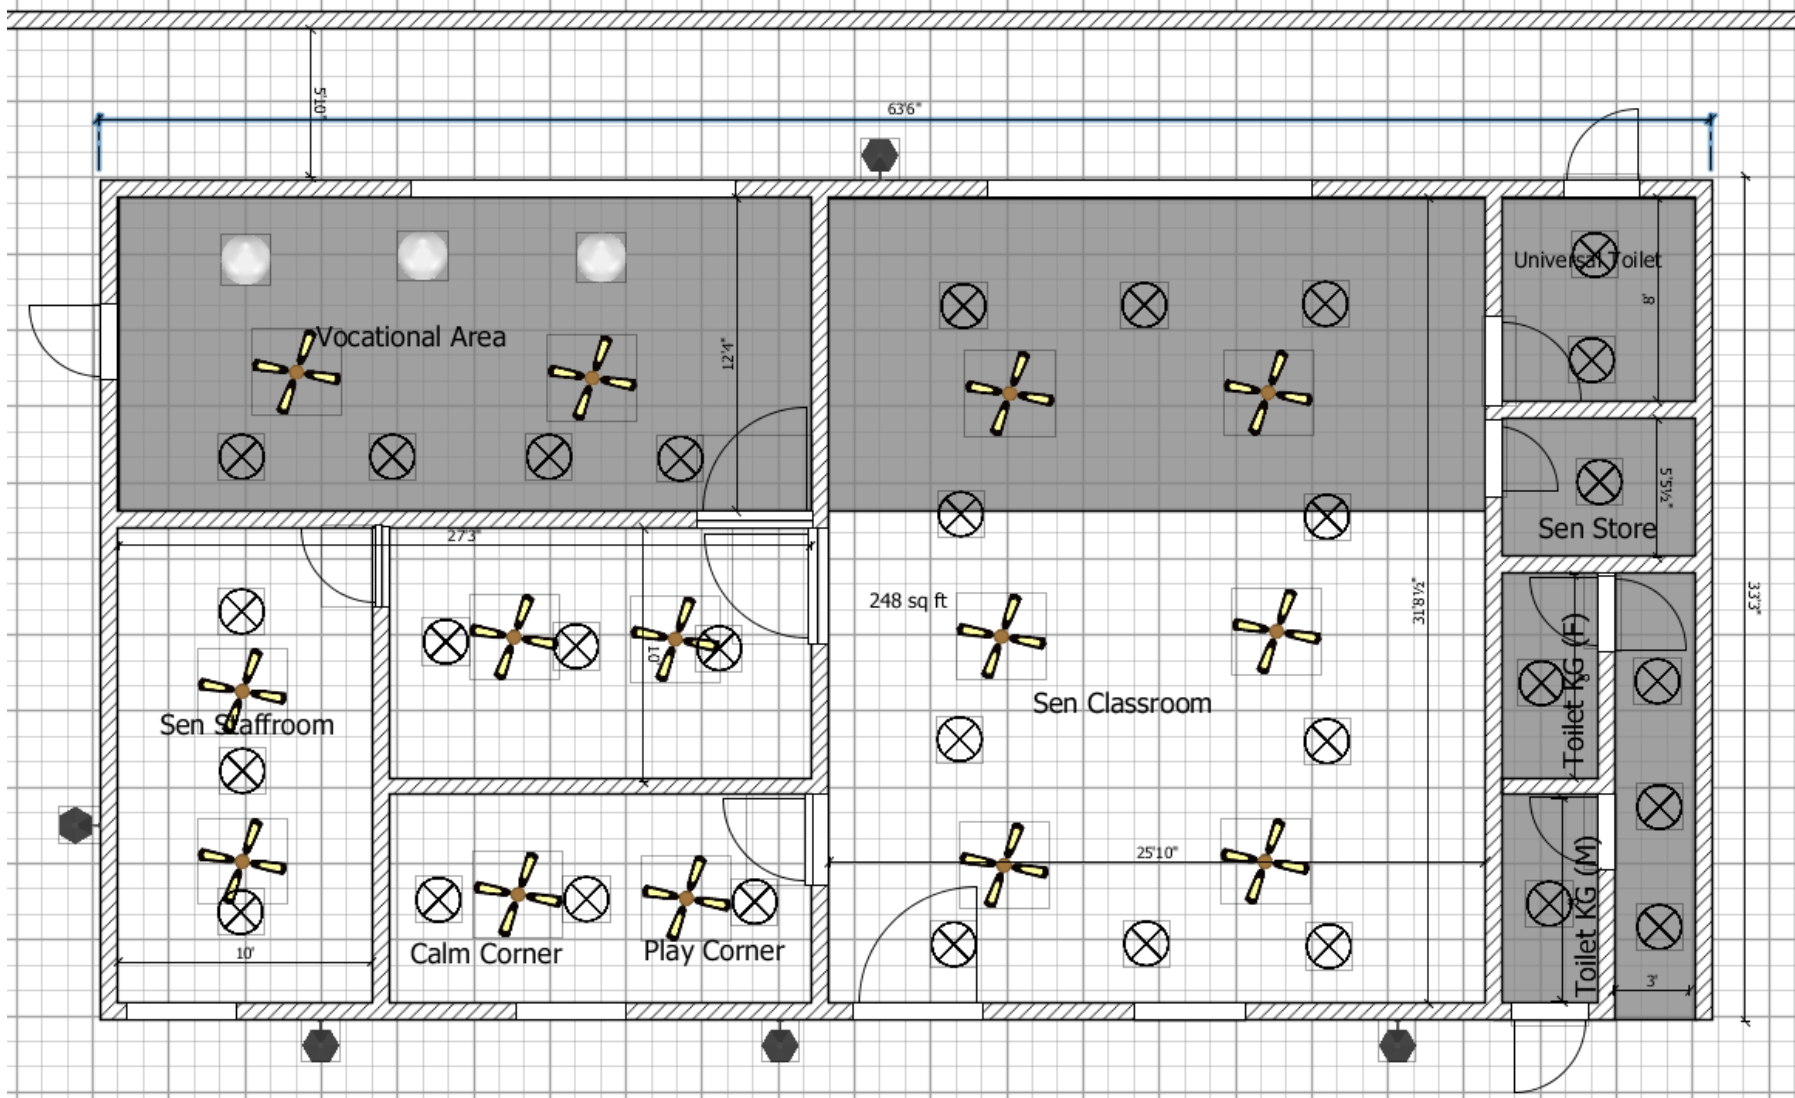 5'10"
63'6"
Universal Toilet
8'
Vocational Area
12'4"
5'5½"
Sen Store
27'3"
10'
248 sq ft
31'8½"
33'3"
Toilet KG (F)
8'
Sen Classroom
Sen Staffroom
25'10"
Toilet KG (M)
Calm Corner
Play Corner
10'
3'